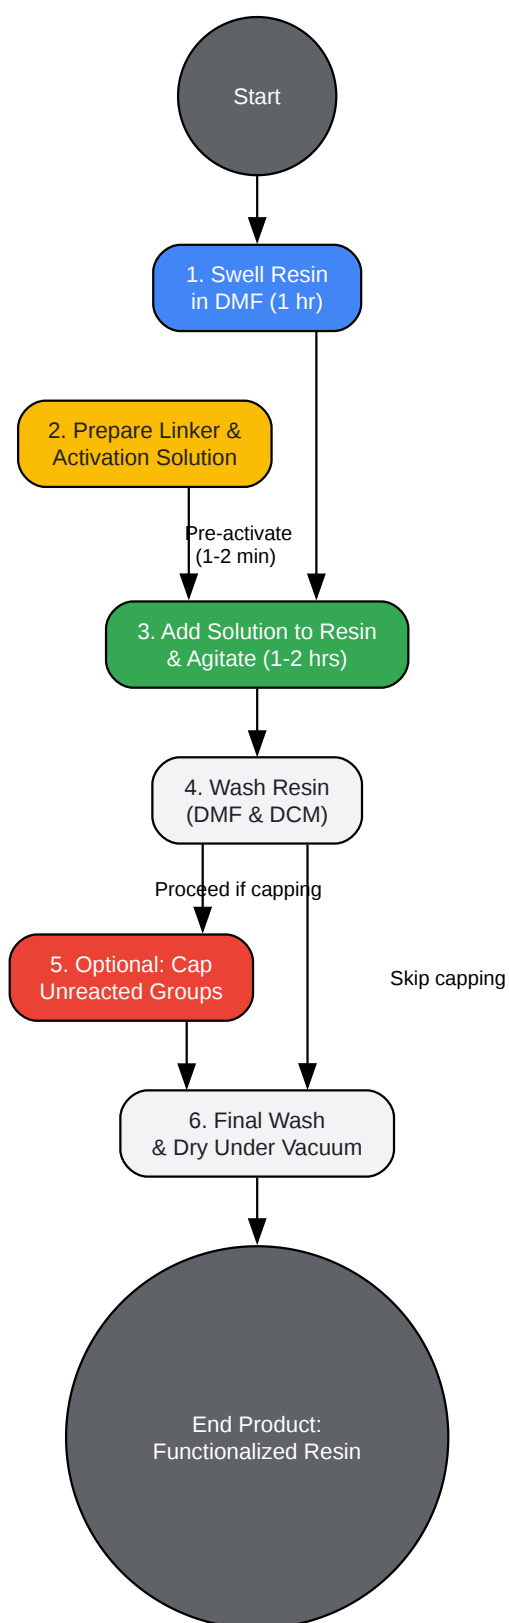 Start
1. Swell Resin
in DMF (1 hr)
2. Prepare Linker &
Activation Solution
Pre-activate
(1-2 min)
3. Add Solution to Resin
& Agitate (1-2 hrs)
4. Wash Resin
(DMF & DCM)
Proceed if capping
5. Optional: Cap
Unreacted Groups
Skip capping
6. Final Wash
& Dry Under Vacuum
End Product:
Functionalized Resin